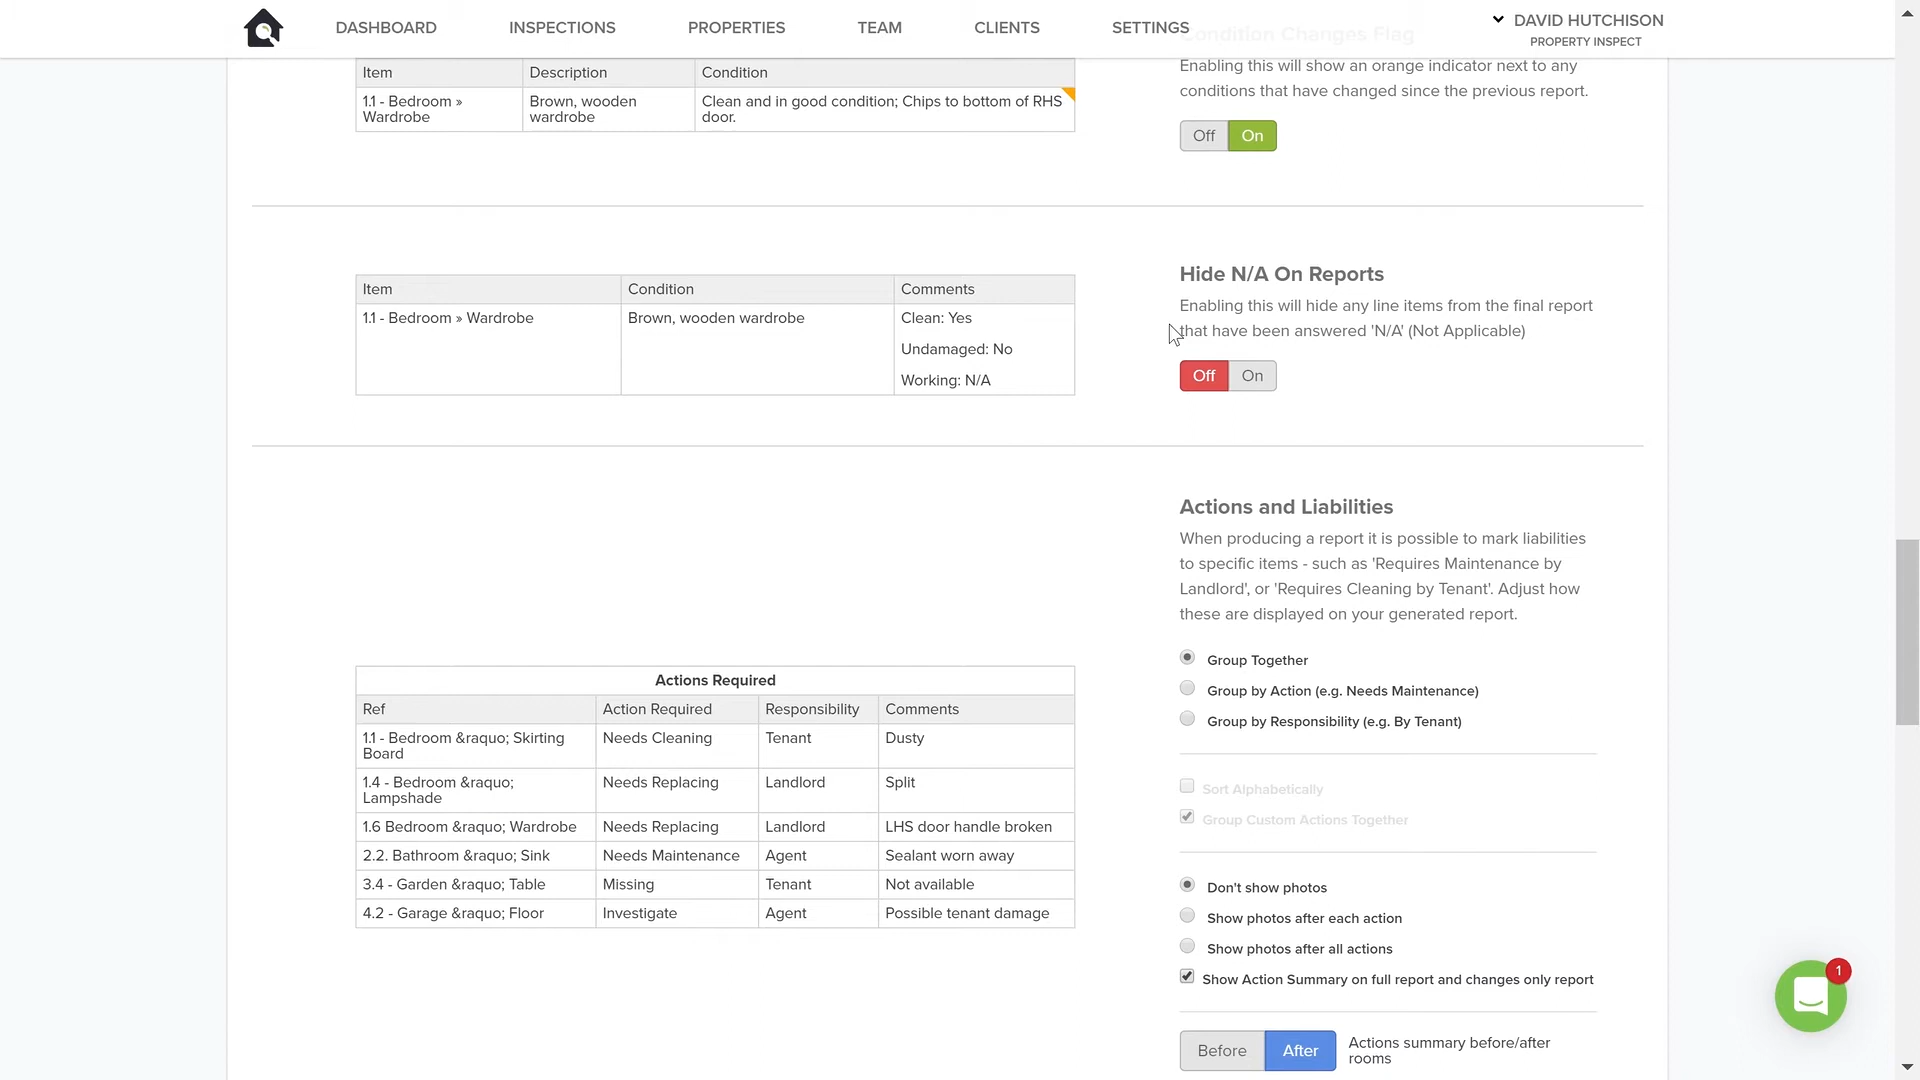 DASHBOARD INSPECTIONS PROPERTIES TEAM CLIENTS SETTINGS
DAVID HUTCHISON
PROPERTY INSPECT
Condition Changes Flag
Enabling this will show an orange indicator next to any
conditions that have changed since the previous report.
Off On
Item Description Condition
1.1 - Bedroom »
Wardrobe
Brown, wooden
wardrobe
Clean and in good condition; Chips to bottom of RHS
door.
Item Condition Comments
1.1 - Bedroom » Wardrobe Brown, wooden wardrobe Clean: Yes
Undamaged: No
Working: N/A
Hide N/A On Reports
Enabling this will hide any line items from the final report
that have been answered 'N/A' (Not Applicable)
Off On
Actions and Liabilities
When producing a report it is possible to mark liabilities
to specific items - such as 'Requires Maintenance by
Landlord', or 'Requires Cleaning by Tenant'. Adjust how
these are displayed on your generated report.
Group Together
Group by Action (e.g. Needs Maintenance)
Group by Responsibility (e.g. By Tenant)
Sort Alphabetically
Group Custom Actions Together
Don't show photos
Show photos after each action
Show photos after all actions
Show Action Summary on full report and changes only report
Before After
Actions summary before/after
rooms
Actions Required
Ref Action Required Responsibility Comments
1.1 - Bedroom &raquo; Skirting
Board
Needs Cleaning Tenant Dusty
1.4 - Bedroom &raquo;
Lampshade
Needs Replacing Landlord Split
1.6 Bedroom &raquo; Wardrobe Needs Replacing Landlord LHS door handle broken
2.2. Bathroom &raquo; Sink Needs Maintenance Agent Sealant worn away
3.4 - Garden &raquo; Table Missing Tenant Not available
4.2 - Garage &raquo; Floor Investigate Agent Possible tenant damage
1